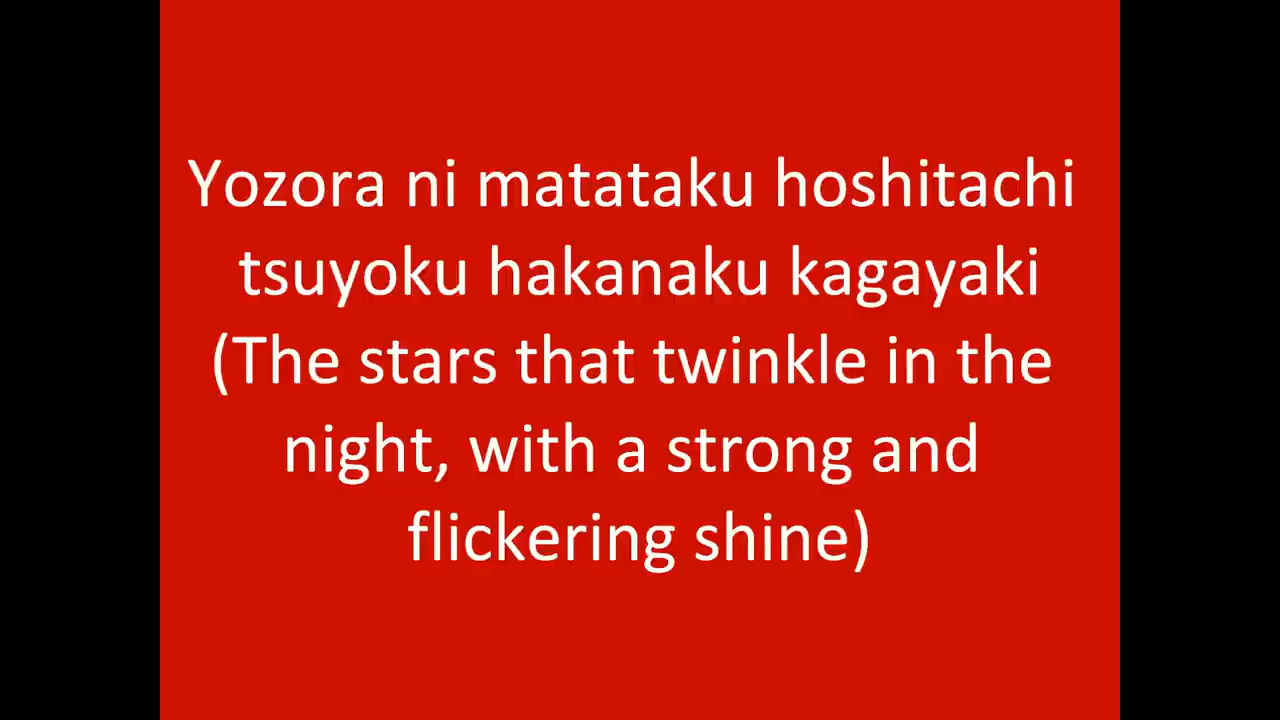 Yozora ni matataku hoshitachi
tsuyoku hakanaku kagayaki
(The stars that twinkle in the
night, with a strong and
flickering shine)